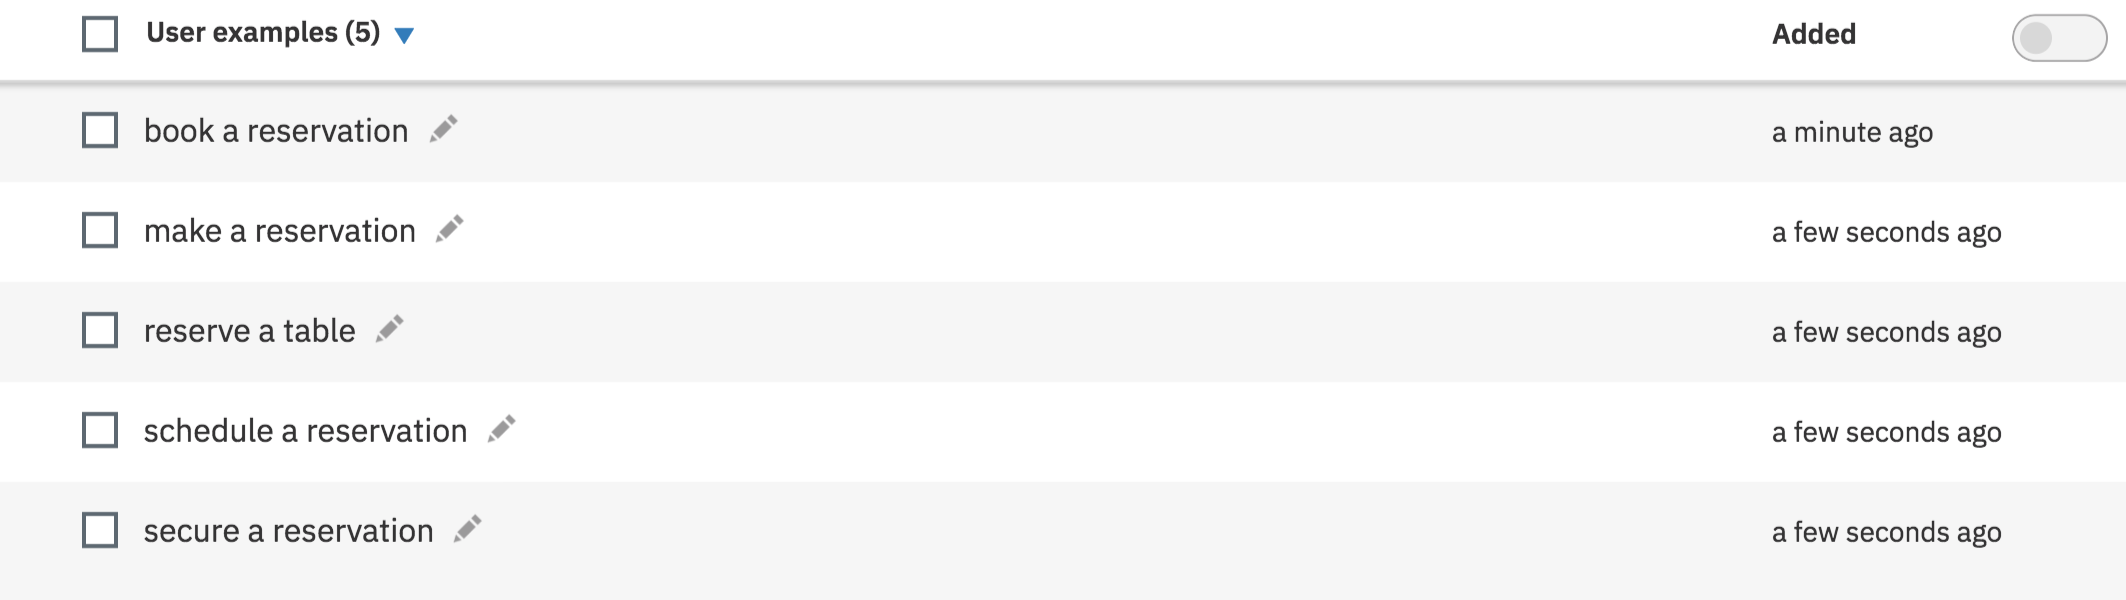 User examples (5) Added
book a reservation a minute ago
make a reservation a few seconds ago
reserve a table a few seconds ago
schedule a reservation a few seconds ago
secure a reservation a few seconds ago